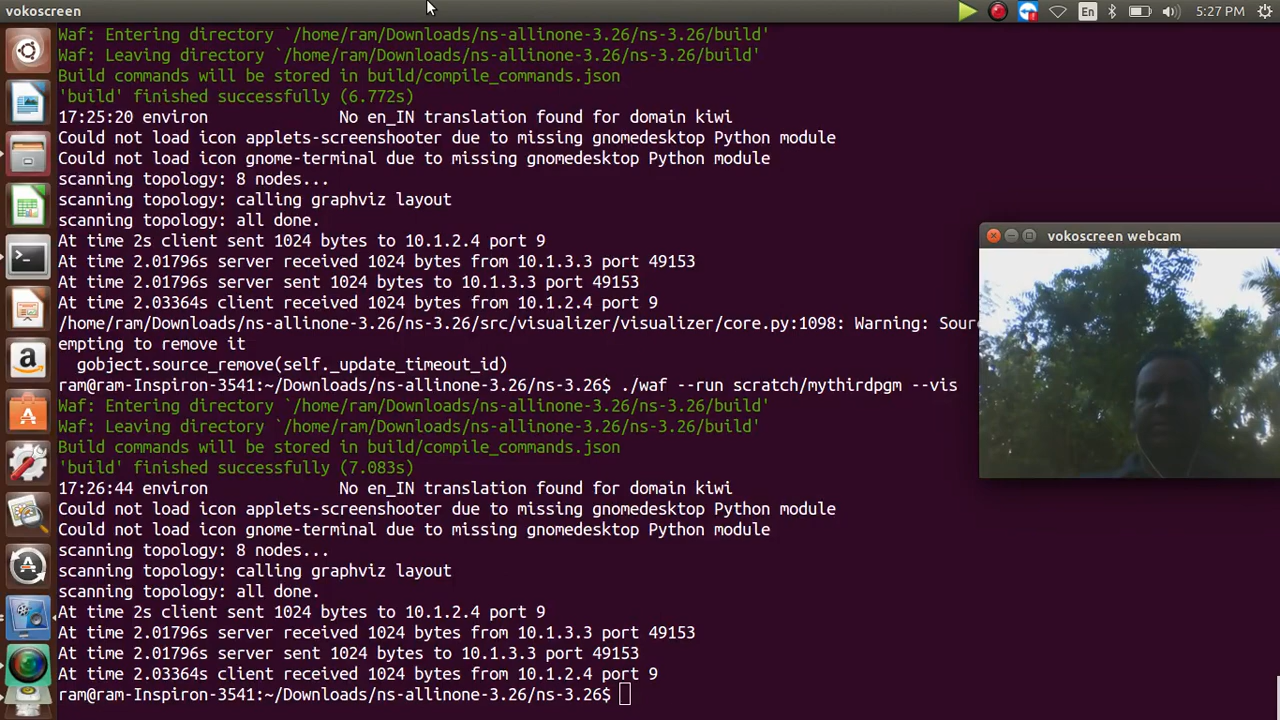 vokoscreen
En
5:27 PM
Waf: Entering directory `/home/ram/Downloads/ns-allinone-3.26/ns-3.26/build'
Waf: Leaving directory `/home/ram/Downloads/ns-allinone-3.26/ns-3.26/build'
Build commands will be stored in build/compile_commands.json
'build' finished successfully (6.772s)
17:25:20 environ No en_IN translation found for domain kiwi
Could not load icon applets-screenshooter due to missing gnomedesktop Python module
Could not load icon gnome-terminal due to missing gnomedesktop Python module
scanning topology: 8 nodes...
scanning topology: calling graphviz layout
scanning topology: all done.
At time 2s client sent 1024 bytes to 10.1.2.4 port 9
At time 2.01796s server received 1024 bytes from 10.1.3.3 port 49153
At time 2.01796s server sent 1024 bytes to 10.1.3.3 port 49153
At time 2.03364s client received 1024 bytes from 10.1.2.4 port 9
/home/ram/Downloads/ns-allinone-3.26/ns-3.26/src/visualizer/visualizer/core.py:1098: Warning: Sour
empting to remove it
gobject.source_remove(self._update_timeout_id)
ram@ram-Inspiron-3541:~/Downloads/ns-allinone-3.26/ns-3.26$ ./waf --run scratch/mythirdpgm --vis
Waf: Entering directory `/home/ram/Downloads/ns-allinone-3.26/ns-3.26/build'
Waf: Leaving directory `/home/ram/Downloads/ns-allinone-3.26/ns-3.26/build'
Build commands will be stored in build/compile_commands.json
'build' finished successfully (7.083s)
17:26:44 environ No en_IN translation found for domain kiwi
Could not load icon applets-screenshooter due to missing gnomedesktop Python module
Could not load icon gnome-terminal due to missing gnomedesktop Python module
scanning topology: 8 nodes...
scanning topology: calling graphviz layout
scanning topology: all done.
At time 2s client sent 1024 bytes to 10.1.2.4 port 9
At time 2.01796s server received 1024 bytes from 10.1.3.3 port 49153
At time 2.01796s server sent 1024 bytes to 10.1.3.3 port 49153
At time 2.03364s client received 1024 bytes from 10.1.2.4 port 9
ram@ram-Inspiron-3541:~/Downloads/ns-allinone-3.26/ns-3.26$
vokoscreen webcam